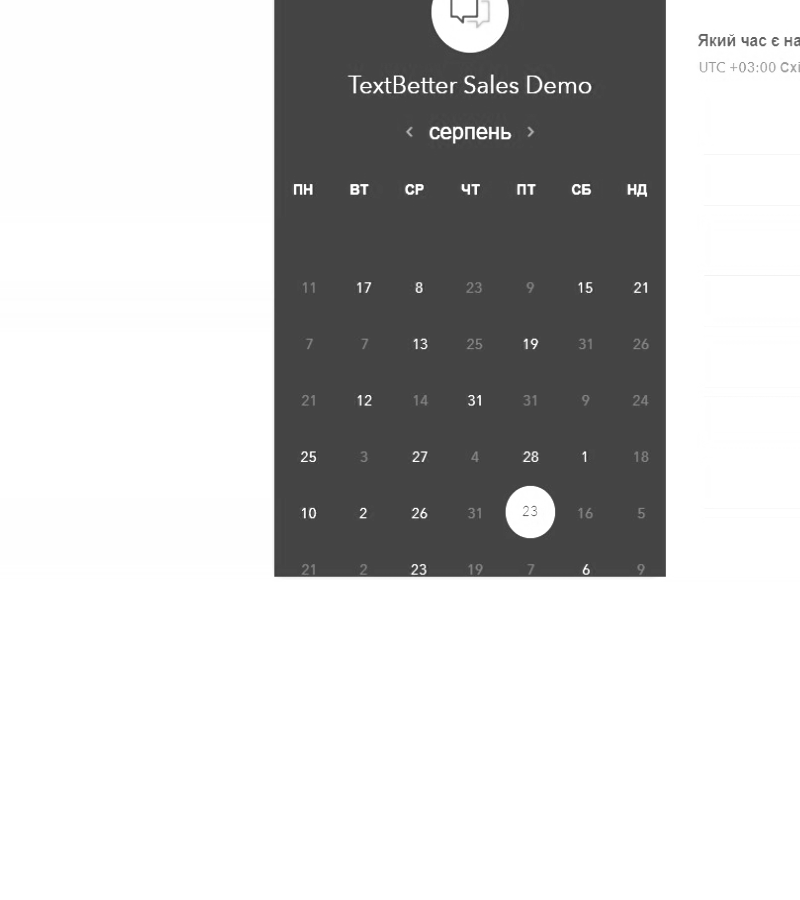 TextBetter Sales Demo
серпень
ПН ВТ СР ЧТ ПТ СБ НД
11 17 8 23 9 15 21
7 7 13 25 19 31 26
21 12 14 31 31 9 24
25 3 27 4 28 1 18
10 2 26 31 23 16 5
21 2 23 19 7 6 9
Який час є на
UTC +03:00 Схі